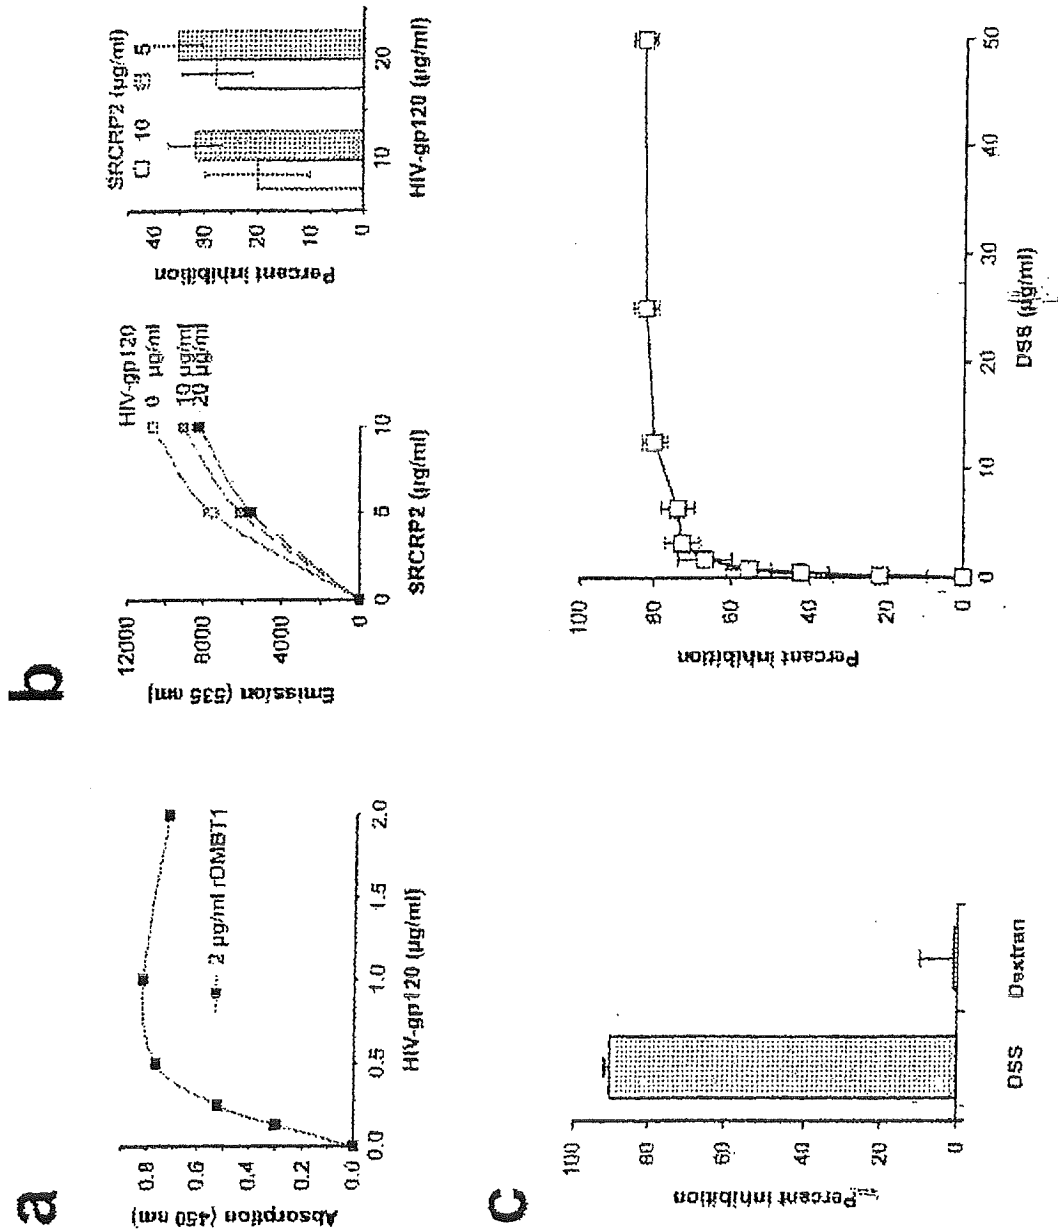 a
0.8
0.6
0.4
0.2
0.0
Absorption (450 nm)
2 µg/ml rDMBT1
0.0
0.5
1.0
1.5
2.0
HIV-gp120 (µg/ml)
b
12000
8000
4000
0
Emission (535 nm)
HIV-gp120
0 µg/ml
10 µg/ml
20 µg/ml
0
5
10
SRCRP2 (µg/ml)
SRCRP2 (µg/ml)
10
5
40
30
20
10
0
Percent inhibition
10
20
HIV-gp120 (µg/ml)
c
100
80
60
40
20
0
Percent inhibition
DSS
Dextran
100
80
60
40
20
0
Percent inhibition
0
10
20
30
40
50
DSS (µg/ml)